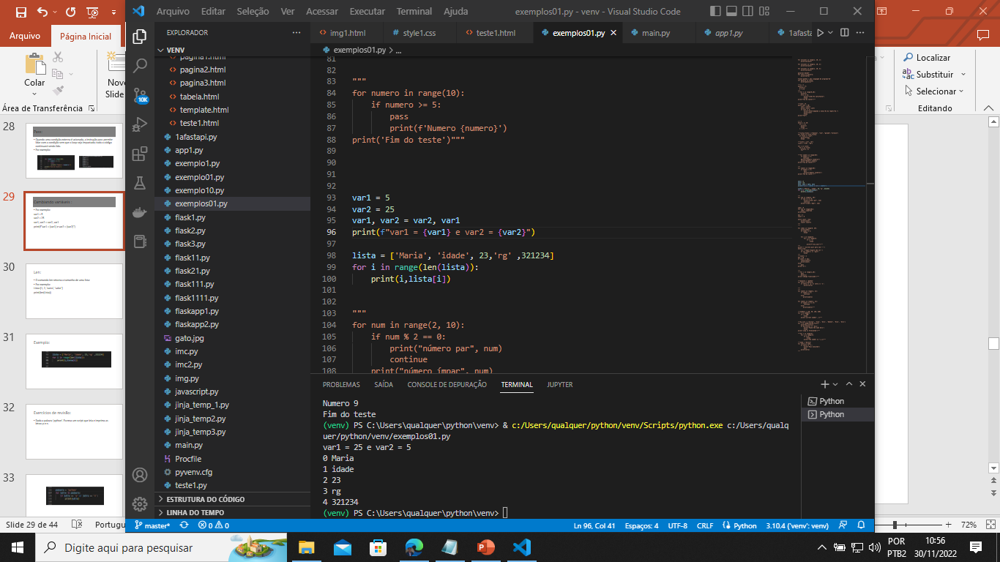 Arquivo Editar Seleção Ver Acessar Executar Terminal Ajuda
exemplos01.py - venv - Visual Studio Code
Arquivo
Página Inicial
Colar
Novo
Slide
Área de Transferência
Localizar
Substituir
Selecionar
Editando
28
29
Cambiando variáveis :
30
Len:
31
Exemplo:
32
Exercícios de revisão:
33
Slide 29 de 44
Portugu
72%
EXPLORADOR
VENV
pagina1.html
pagina2.html
pagina3.html
tabela.html
template.html
teste1.html
1afastapi.py
app1.py
exemplo1.py
exemplo01.py
exemplo10.py
exemplos01.py
flask1.py
flask2.py
flask3.py
flask11.py
flask21.py
flask111.py
flask1111.py
flaskapp1.py
flaskapp2.py
gato.jpg
imc.py
imc2.py
img.py
javascript.py
jinja_temp_1.py
jinja_temp2.py
jinja_temp3.py
main.py
Procfile
pyvenv.cfg
teste1.py
ESTRUTURA DO CÓDIGO
LINHA DO TEMPO
10K
img1.html
style1.css
teste1.html
exemplos01.py
main.py
app1.py
1afasta
exemplos01.py > ...
81
82
83 """
84 for numero in range(10):
85 if numero >= 5:
86 pass
87 print(f'Numero {numero}')
88 print('Fim do teste')"""
89
90
91
92
93 var1 = 5
94 var2 = 25
95 var1, var2 = var2, var1
96 print(f"var1 = {var1} e var2 = {var2}")
97
98 lista = ['Maria', 'idade', 23,'rg' ,321234]
99 for i in range(len(lista)):
100 print(i,lista[i])
101
102
103 """
104 for num in range(2, 10):
105 if num % 2 == 0:
106 print("número par", num)
107 continue
108 print("número ímpar", num)
PROBLEMAS SAÍDA CONSOLE DE DEPURAÇÃO TERMINAL JUPYTER
Python
Python
Numero 9
Fim do teste
(venv) PS C:\Users\qualquer\python\venv> & c:/Users/qualquer/python/venv/Scripts/python.exe c:/Users/qualq
uer/python/venv/exemplos01.py
var1 = 25 e var2 = 5
0 Maria
1 idade
2 23
3 rg
4 321234
(venv) PS C:\Users\qualquer\python\venv>
master*
0 0
Ln 96, Col 41 Espaços: 4 UTF-8 CRLF Python 3.10.4 ('venv': venv)
Digite aqui para pesquisar
POR
PTB2
10:56
30/11/2022